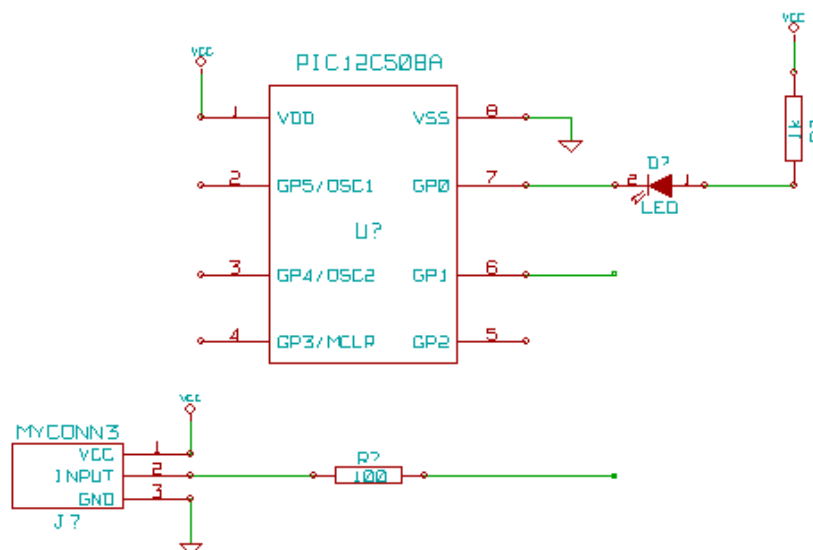 VCC
VCC
PIC12C508A
1 VDD VSS 8
2 GP5/OSC1 GP0 7
D?
2 1
LED
1k
U?
3 GP4/OSC2 GP1 6
4 GP3/MCLR GP2 5
VCC
MYCONN3
VCC 1
INPUT 2
GND 3
J?
R?
100